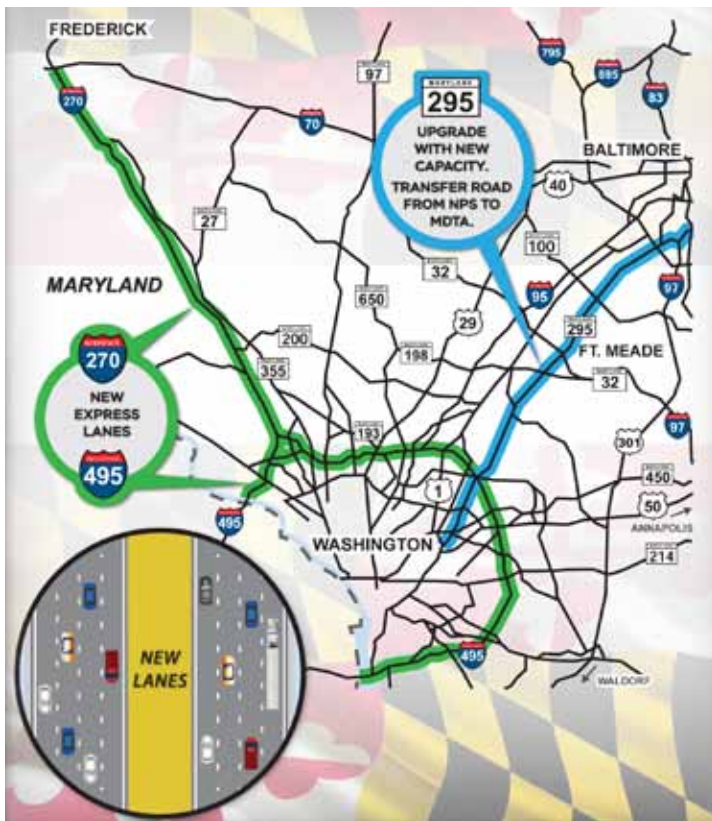 FREDERICK
270
MARYLAND
97
MARYLAND
295
UPGRADE
WITH NEW
CAPACITY.
TRANSFER ROAD
FROM NPS TO
MDTA.
795
695
83
70
BALTIMORE
40
27
100
32
MARYLAND
95
97
650
29
295
200
198
FT. MEADE
355
32
270
NEW
EXPRESS
LANES
495
193
97
301
1
450
50
ANNAPOLIS
495
WASHINGTON
214
NEW
LANES
495
WALDORF